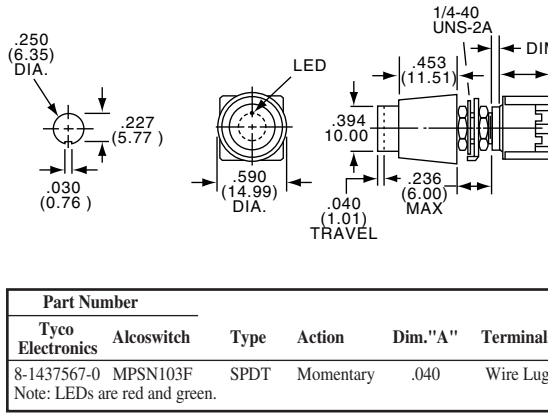 .250
(6.35)
DIA.
.227
(5.77 )
.030
(0.76 )
LED
.590
(14.99)
DIA.
1/4-40
UNS-2A
.453
(11.51)
.394
10.00
.040
(1.01)
TRAVEL
.236
(6.00)
MAX
Part Number
Tyco Electronics Alcoswitch Type Action Dim."A" Terminals
8-1437567-0 MPSN103F SPDT Momentary .040 Wire Lug
Note: LEDs are red and green.